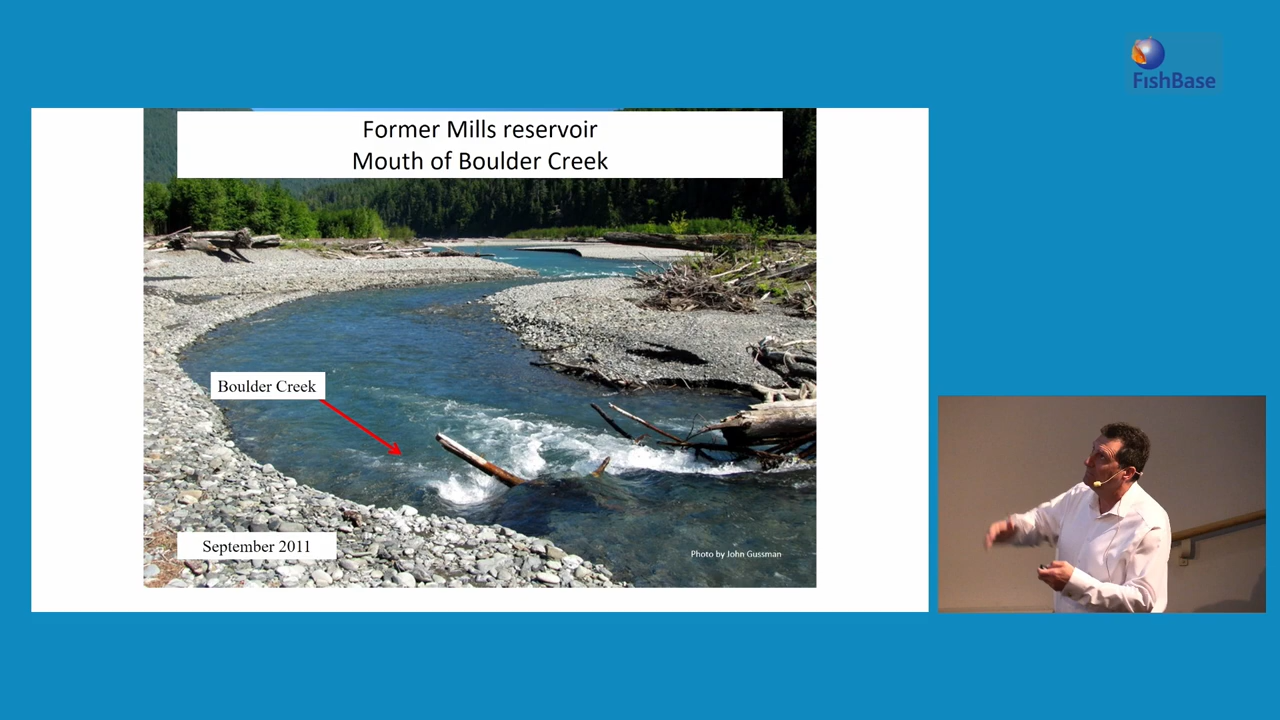 FishBase
Former Mills reservoir
Mouth of Boulder Creek
Boulder Creek
September 2011
Photo by John Gussman